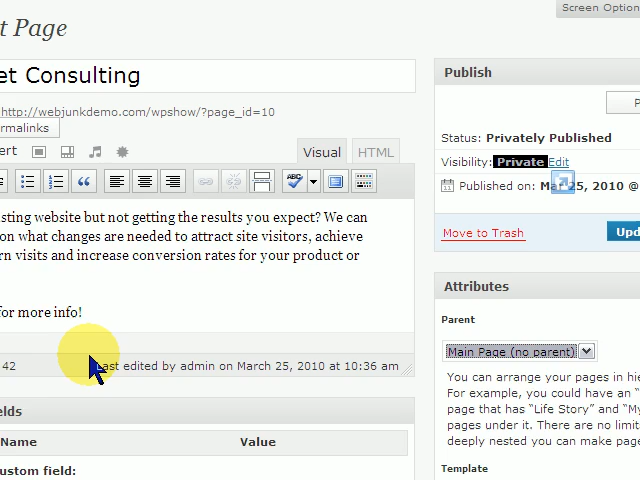 Screen Option
t Page
et Consulting
http://webjunkdemo.com/wpshow/?page_id=10
rmalinks
ert
Visual
HTML
ABC
sting website but not getting the results you expect? We can
on what changes are needed to attract site visitors, achieve
rn visits and increase conversion rates for your product or
for more info!
42
Last edited by admin on March 25, 2010 at 10:36 am
ields
Name
Value
ustom field:
Publish
P
Status: Privately Published
Visibility: Private Edit
Published on: Mar 25, 2010 @
Move to Trash
Upd
Attributes
Parent
Main Page (no parent)
You can arrange your pages in hie
For example, you could have an "
page that has "Life Story" and "My
pages under it. There are no limit
deeply nested you can make page
Template